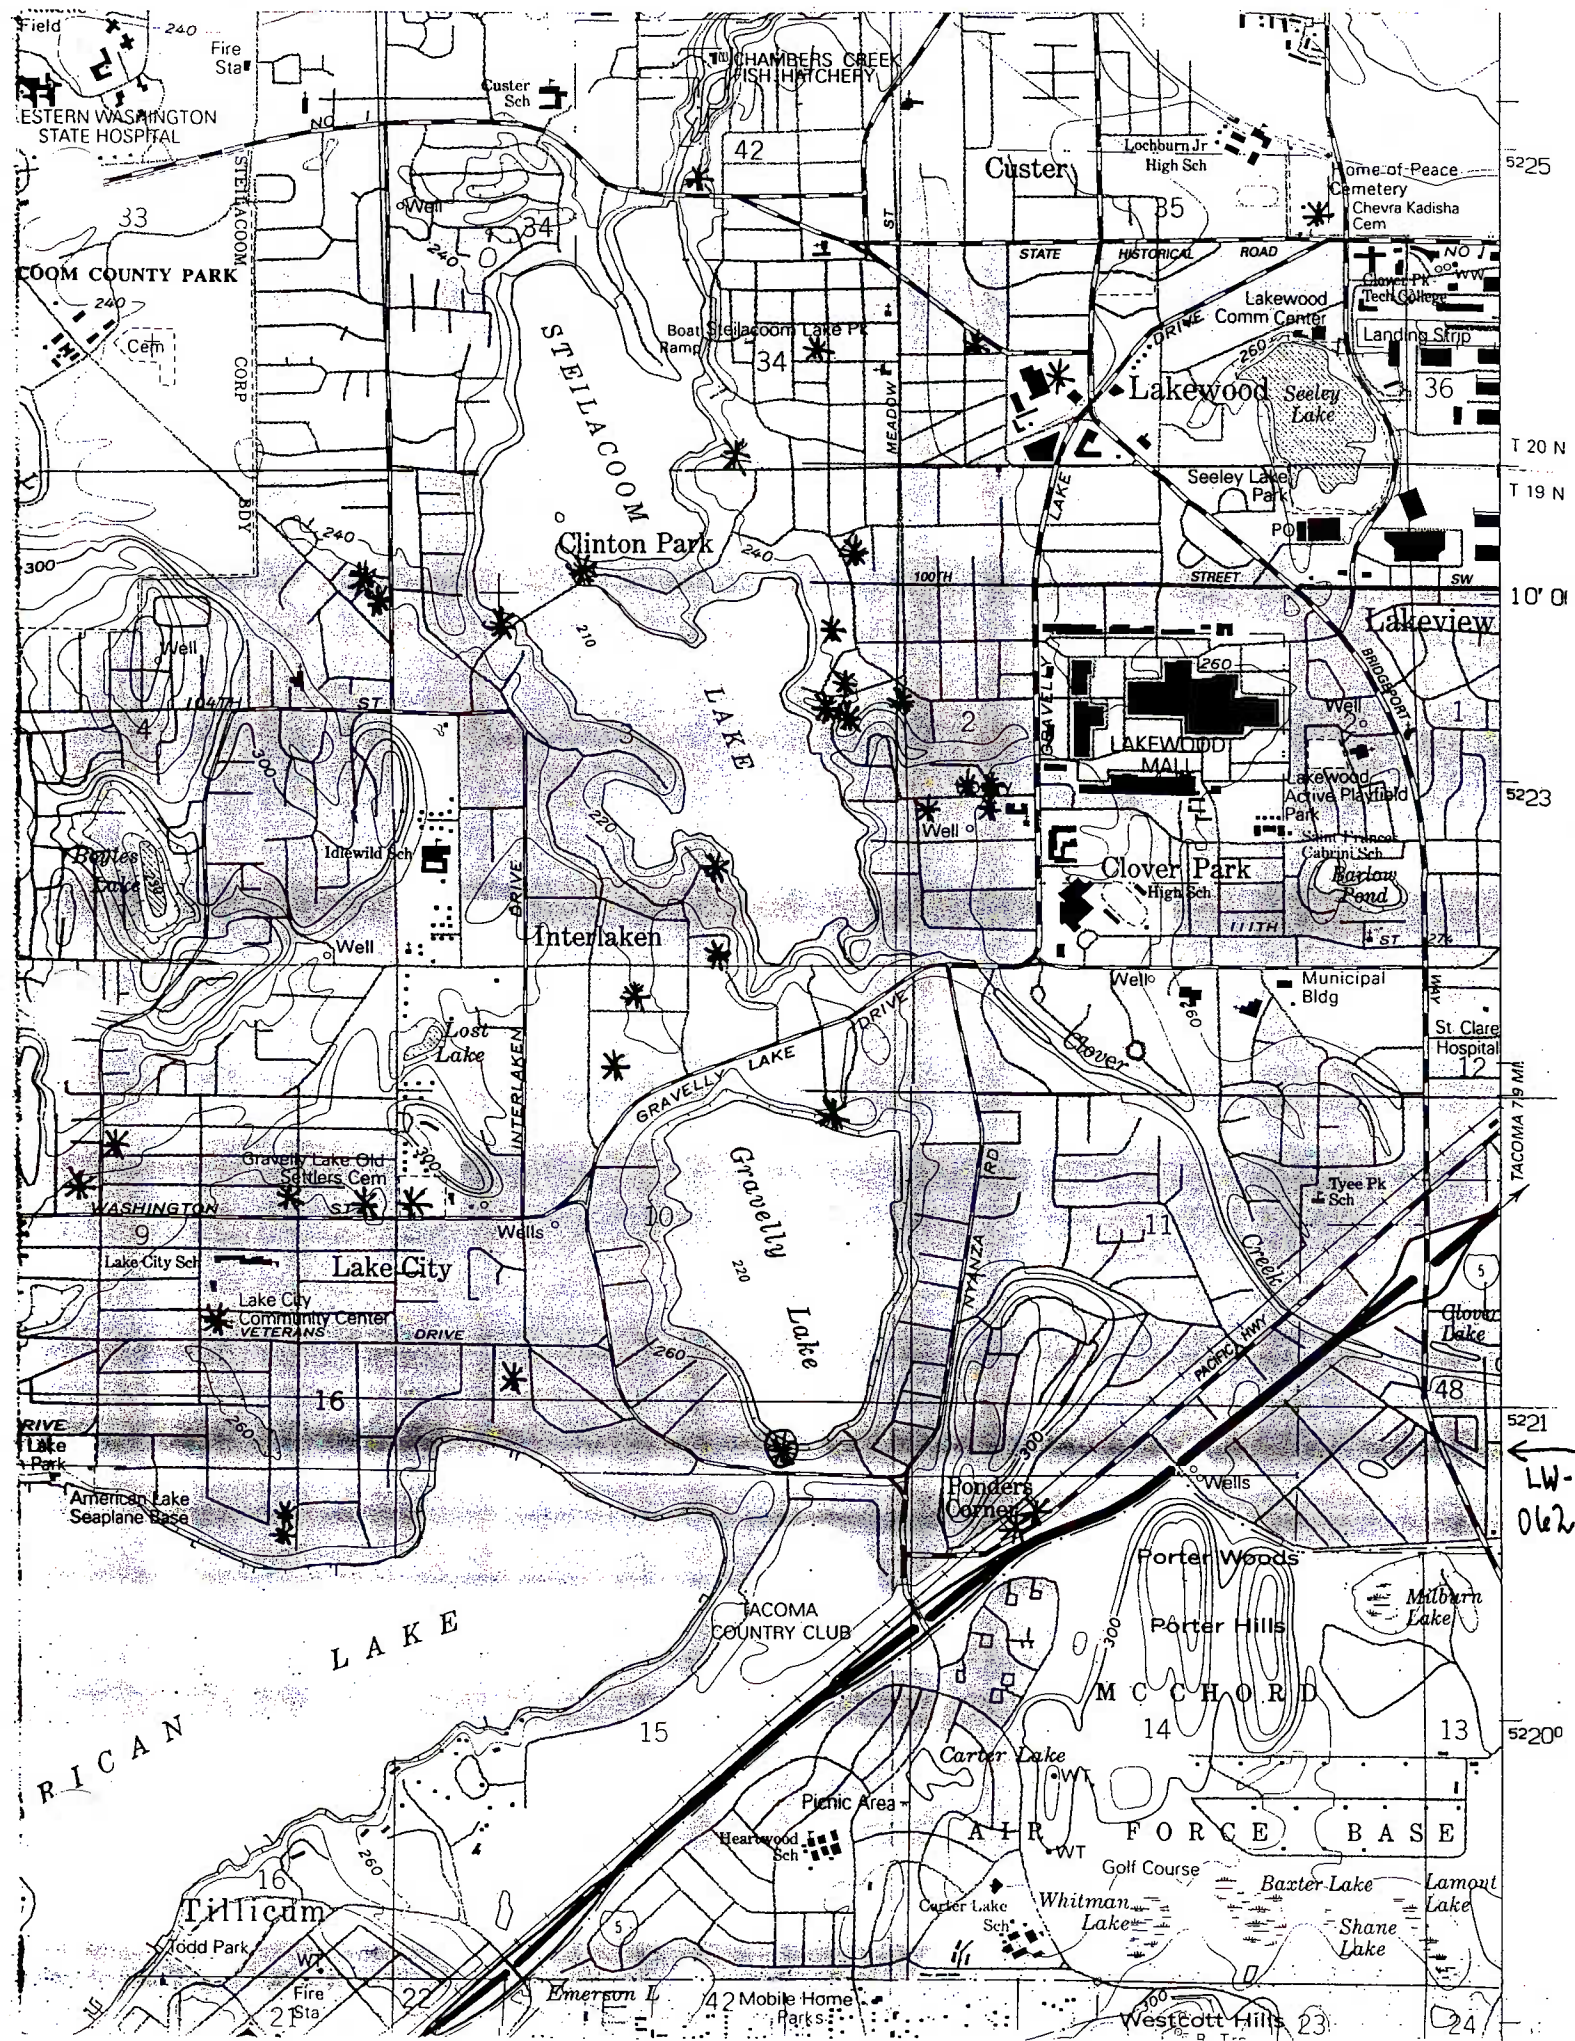 Field
240
Fire
Sta
CHAMBERS CREEK
FISH HATCHERY
Custer
Sch
ESTERN WASHINGTON
STATE HOSPITAL
NO
42
Custer
Lochburn Jr
High Sch
5225
Home of Peace
Cemetery
Chevra Kadisha
Cem
STEILACOOM
33
Well
34
35
ST
240
STATE HISTORICAL ROAD
NO
COOM COUNTY PARK
240
Clover Pk
Tech College
WW
Lakewood
Comm Center
DRIVE
Landing Strip
Boat
Ramp
Steilacoom Lake Pk
34
Cem
260
CORP
Lakewood
Seeley
Lake
36
STEILACOOM
MEADOW
T 20 N
T 19 N
Seeley Lake
Park
LAKE
BDY
PO
240
Clinton Park
240
300
100TH
STREET
SW
10' 0
Lakeview
210
Well
260
BRIDGEPORT
104TH
ST
LAKE
GRAVELLY
Well
4
3
2
1
300
LAKEWOOD
MALL
Lakewood
Active Playfield
Park
5223
220
Well
Saint Frances
Cabrini Sch
Boyles
Lake
Idlewild Sch
Clover Park
High Sch
Barlow
Pond
DRIVE
Interlaken
111TH
ST
274
Well
Well
Municipal
Bldg
WAY
260
DRIVE
Lost
Lake
St Clare
Hospital
12
Clover
INTERLAKEN
GRAVELLY LAKE
TACOMA 7.9 MI.
300
Gravelly Lake Old
Settlers Cem
Gravelly
RD
Tyee Pk
Sch
WASHINGTON
ST
10
11
9
Wells
Creek
Lake City Sch
Lake City
220
5
NYANZA
Lake City
Community Center
VETERANS DRIVE
Lake
Clover
Lake
PACIFIC HWY
260
16
48
RIVE
260
5221
Lake
Park
300
LW-
062
American Lake
Seaplane Base
Ponders
Corner
Wells
Porter Woods
Milburn
Lake
TACOMA
COUNTRY CLUB
300
Porter Hills
LAKE
MC CHORD
RICAN
15
14
13
5220
Carter Lake
WT
Picnic Area
Heartwood
Sch
AIR FORCE BASE
WT
260
Golf Course
16
Baxter Lake
Lamont
Lake
Tillicum
Carter Lake
Sch
Whitman
Lake
Shane
Lake
5
Todd Park
WT
Fire
Sta
21
22
Emerson L
42
Mobile Home
Parks
300
Westcott Hills
23
24